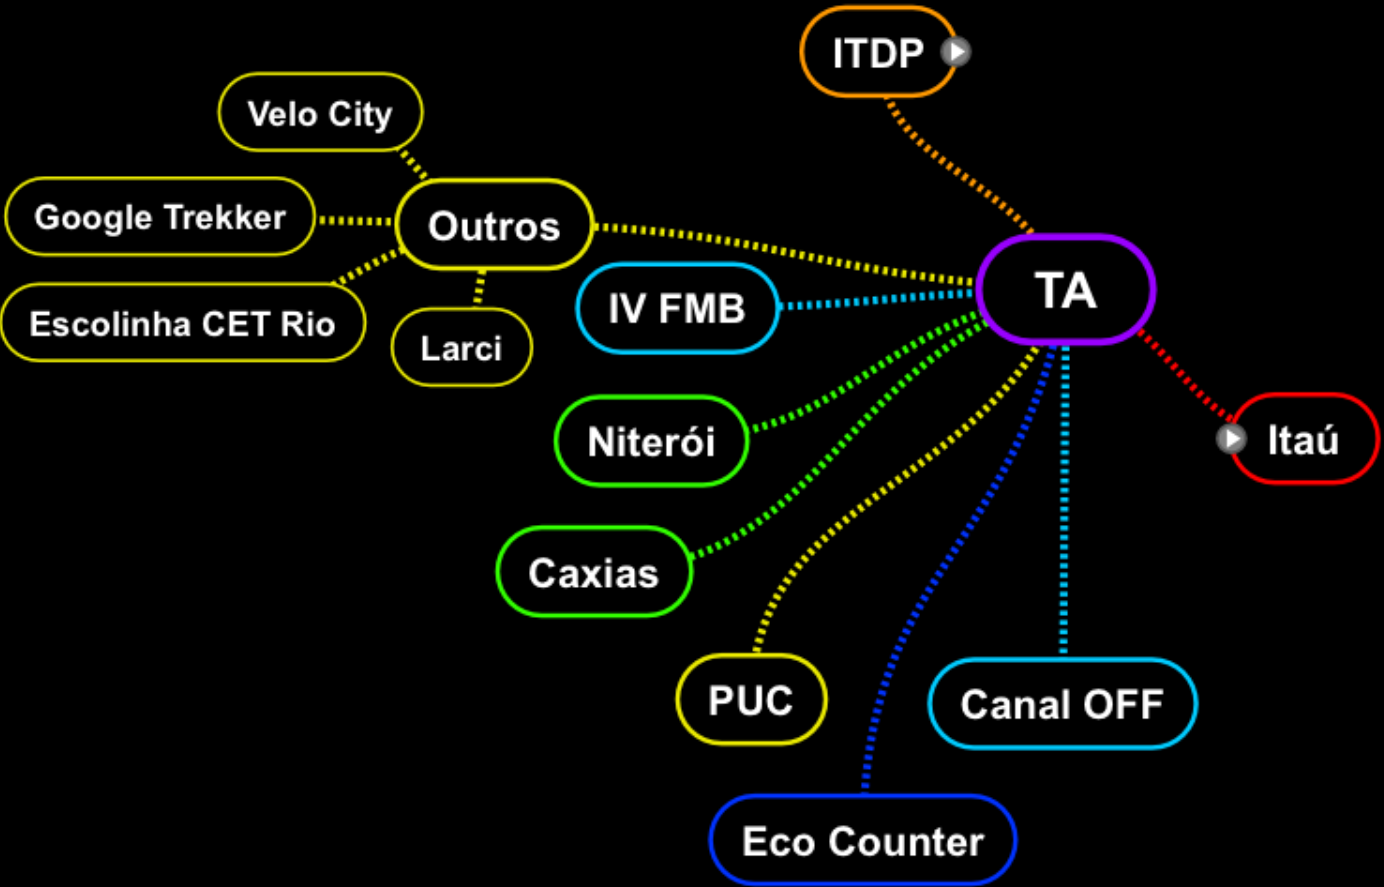 ITDP
Velo City
Google Trekker
Outros
Escolinha CET Rio
Larci
IV FMB
TA
Niterói
Itaú
Caxias
PUC
Canal OFF
Eco Counter